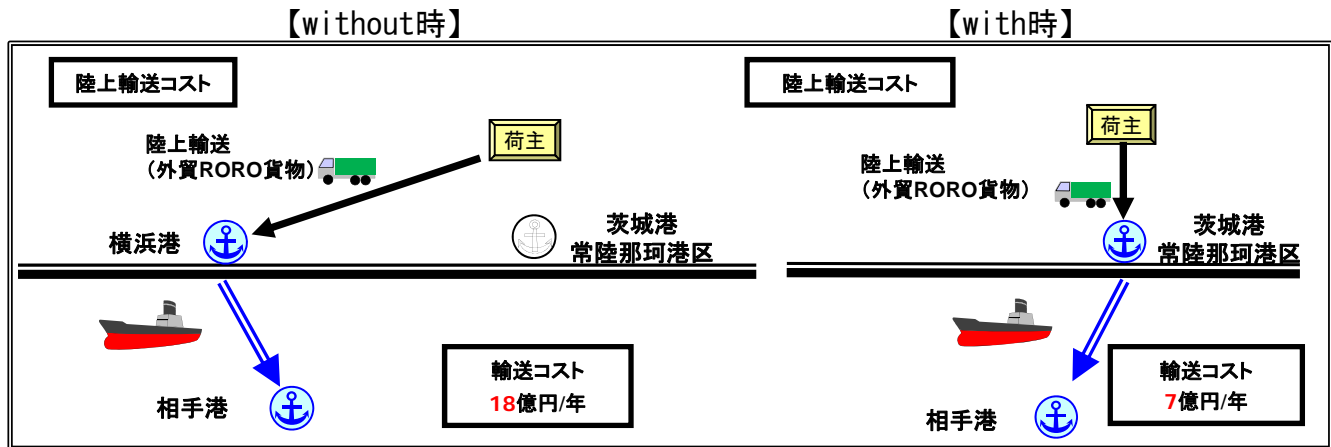 【without時】
陸上輸送コスト
荷主
陸上輸送
（外貿RORO貨物）
横浜港
茨城港
常陸那珂港区
輸送コスト
18億円/年
相手港
【with時】
陸上輸送コスト
荷主
陸上輸送
（外貿RORO貨物）
茨城港
常陸那珂港区
輸送コスト
7億円/年
相手港